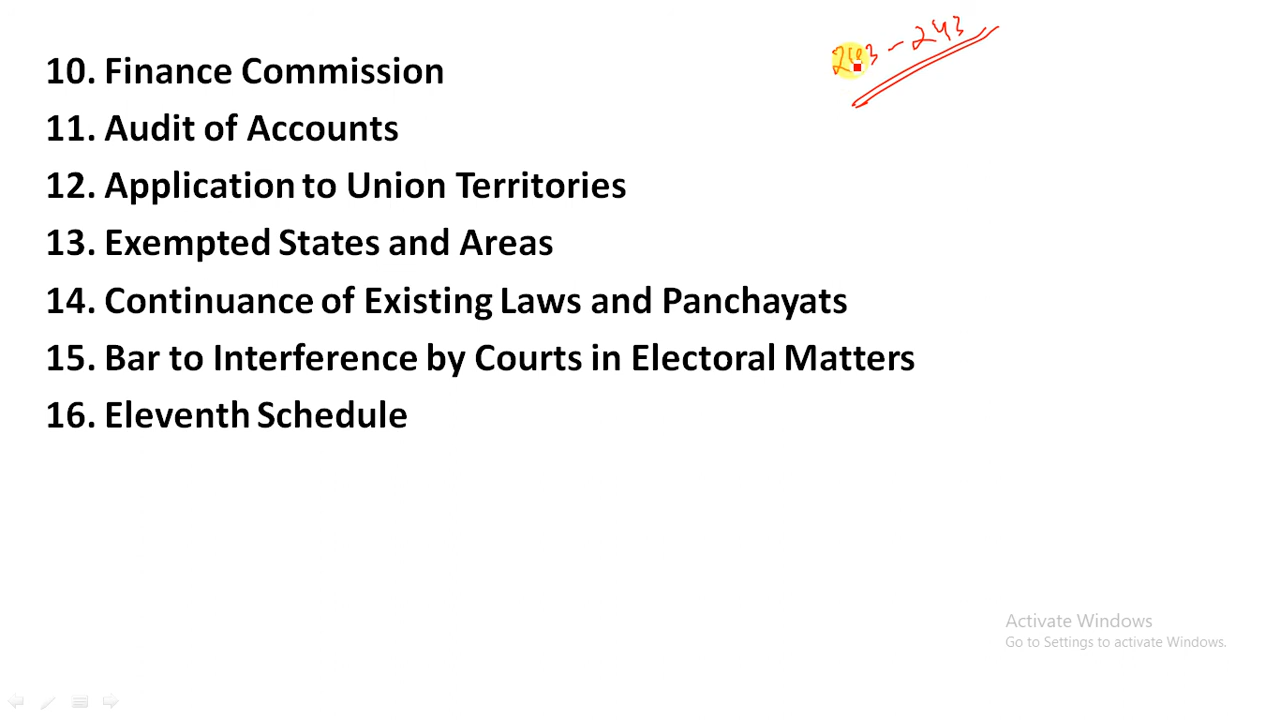 243 - 243
10. Finance Commission
11. Audit of Accounts
12. Application to Union Territories
13. Exempted States and Areas
14. Continuance of Existing Laws and Panchayats
15. Bar to Interference by Courts in Electoral Matters
16. Eleventh Schedule
Activate Windows
Go to Settings to activate Windows.